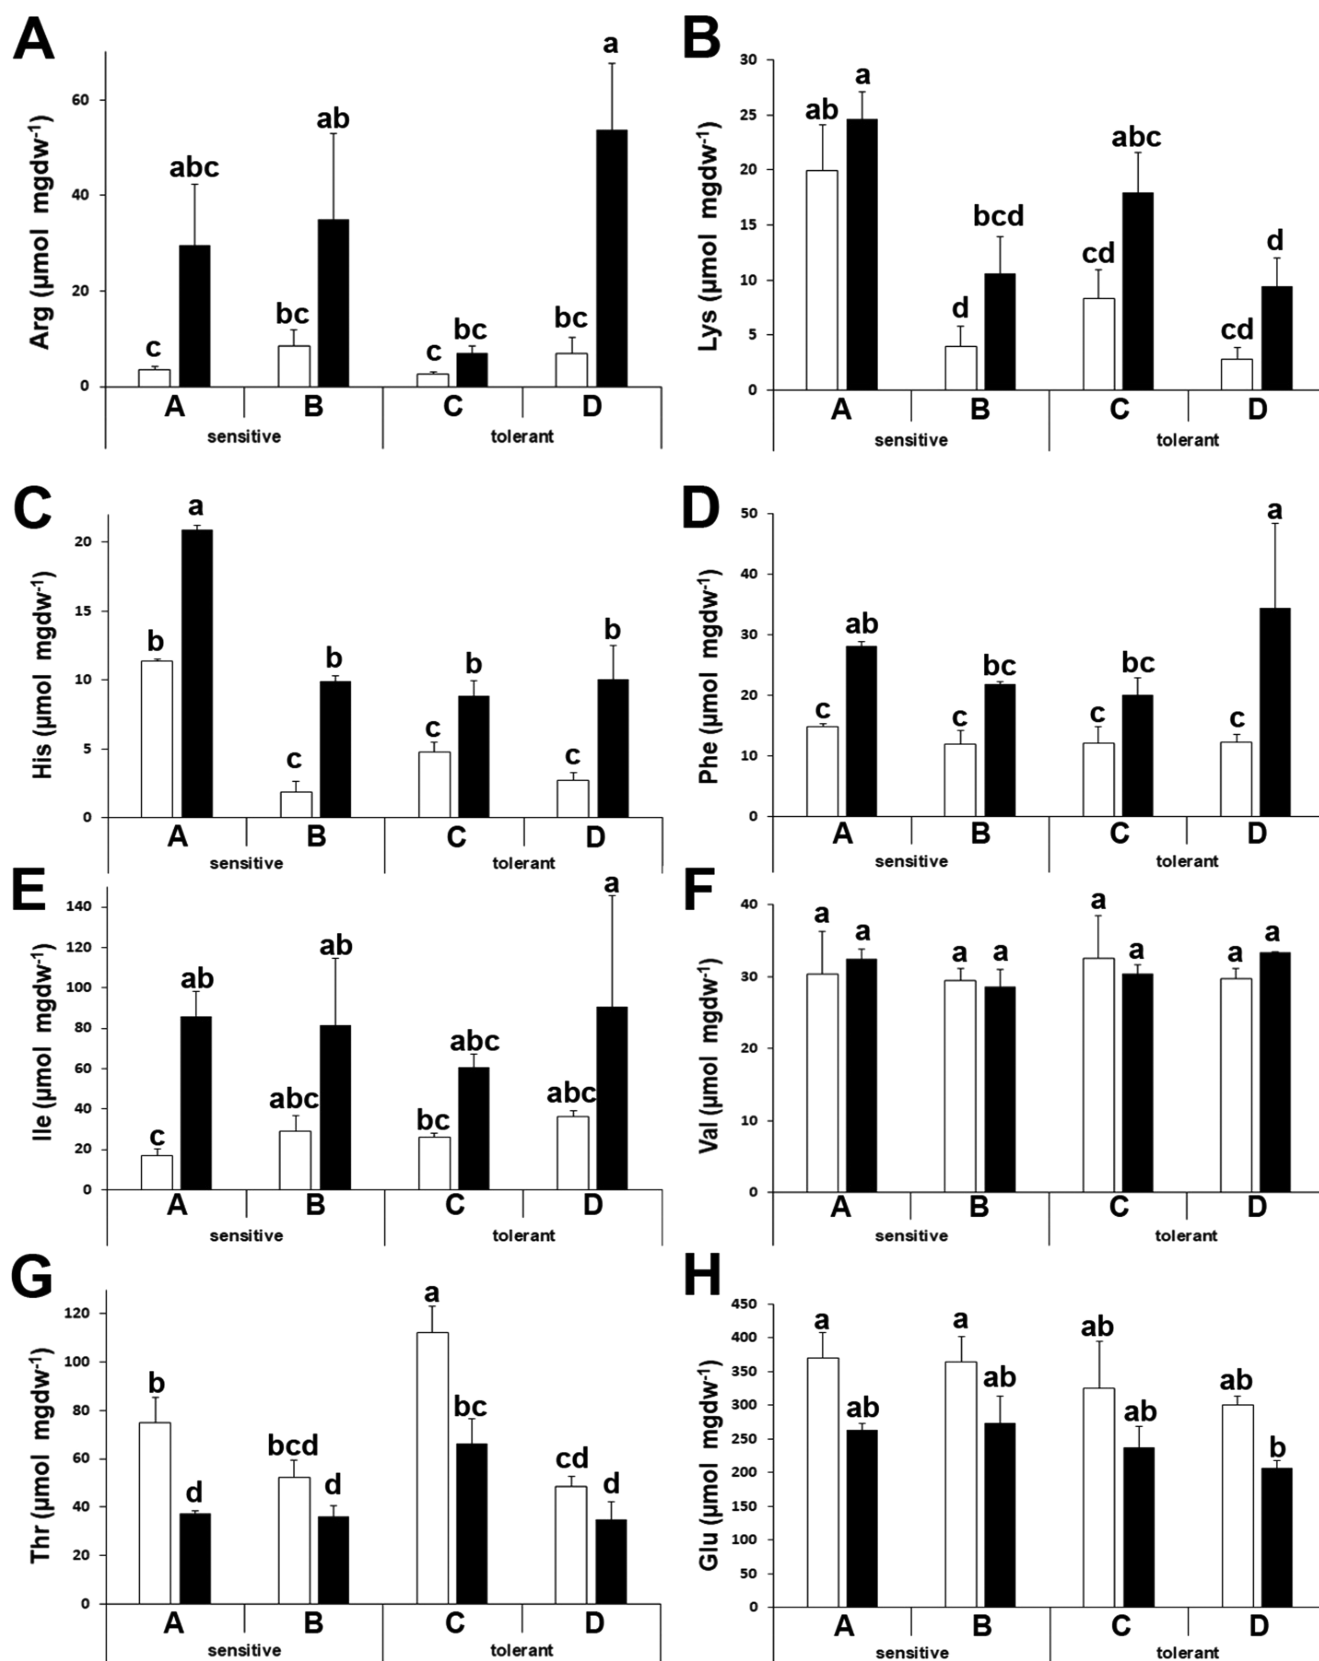 A
Arg (µmol mgdw-1)
60
40
20
0
c
abc
bc
ab
c
bc
bc
a
A B C D
sensitive tolerant
B
Lys (µmol mgdw-1)
30
25
20
15
10
5
0
ab
a
d
bcd
cd
abc
cd
d
A B C D
sensitive tolerant
C
His (µmol mgdw-1)
20
15
10
5
0
b
a
c
b
c
b
c
b
A B C D
sensitive tolerant
D
Phe (µmol mgdw-1)
50
40
30
20
10
0
c
ab
c
bc
c
bc
c
a
A B C D
sensitive tolerant
E
Ile (µmol mgdw-1)
140
120
100
80
60
40
20
0
c
ab
abc
ab
bc
abc
abc
a
A B C D
sensitive tolerant
F
Val (µmol mgdw-1)
40
30
20
10
0
a
a
a
a
a
a
a
a
A B C D
sensitive tolerant
G
Thr (µmol mgdw-1)
120
100
80
60
40
20
0
b
d
bcd
d
a
bc
cd
d
A B C D
sensitive tolerant
H
Glu (µmol mgdw-1)
450
400
350
300
250
200
150
100
50
0
a
ab
a
ab
ab
ab
ab
b
A B C D
sensitive tolerant